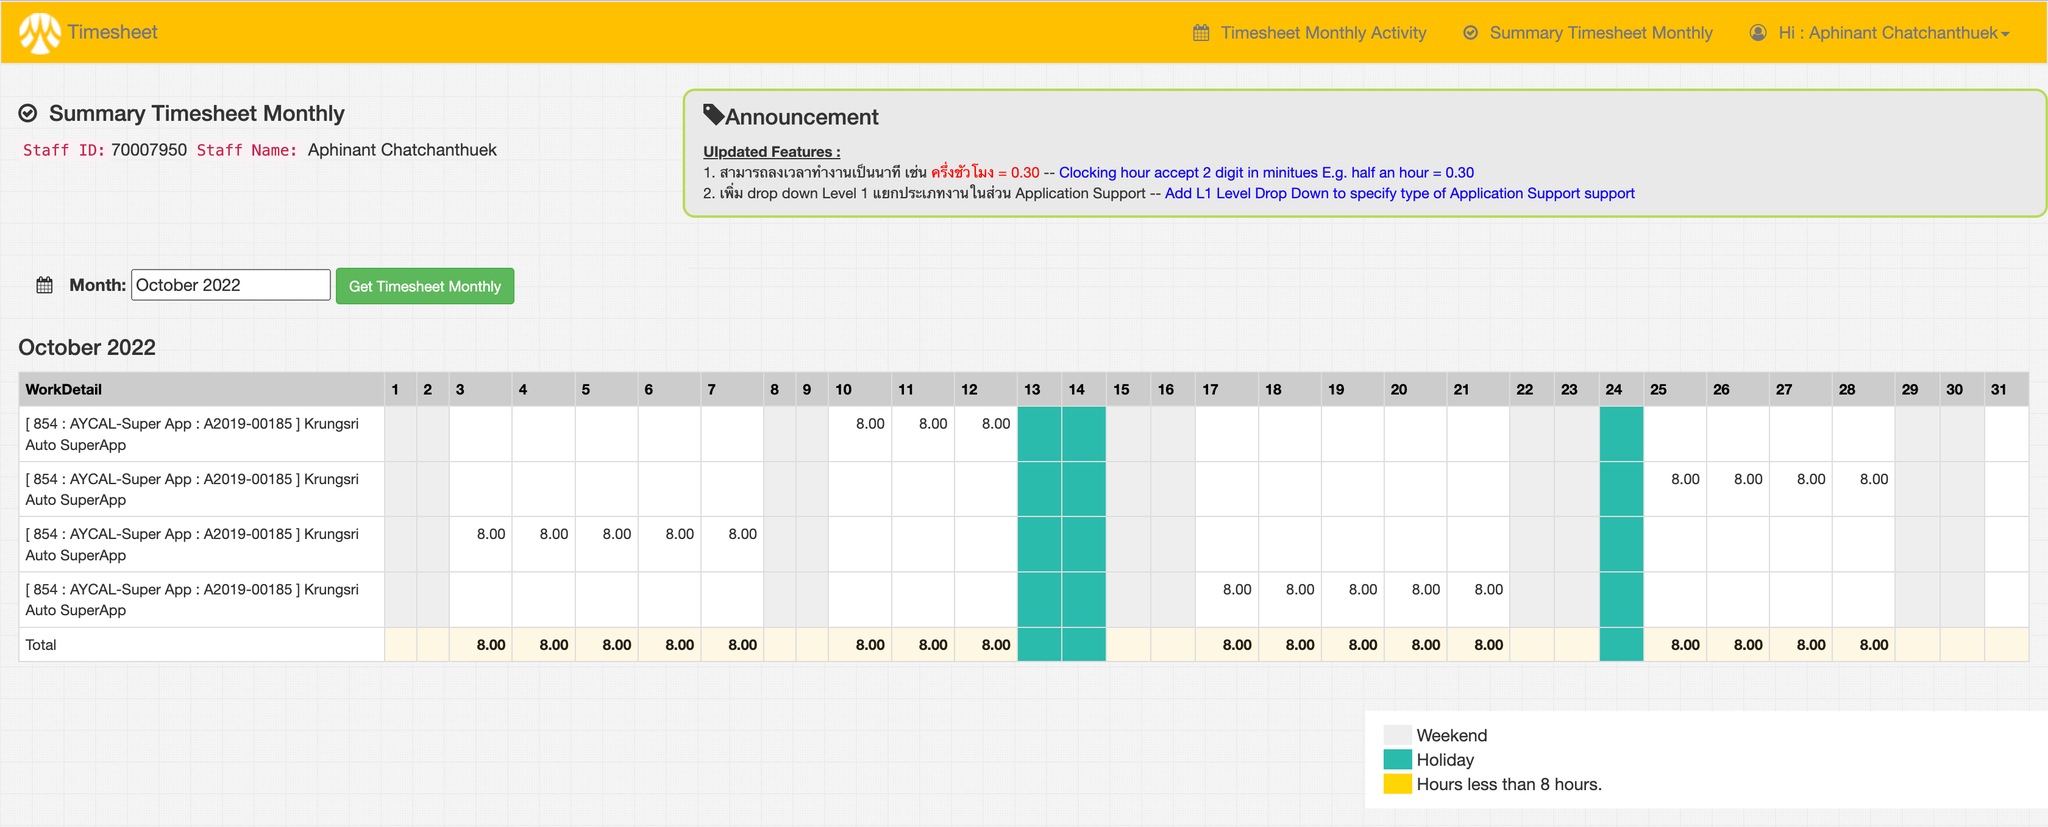 Timesheet
Timesheet Monthly Activity
Summary Timesheet Monthly
Hi : Aphinant Chatchanthuek
Summary Timesheet Monthly
Staff ID: 70007950 Staff Name: Aphinant Chatchanthuek
Announcement
UIpdated Features :
1. สามารถลงเวลาทำงานเป็นนาที เช่น ครึ่งชัวโมง = 0.30 -- Clocking hour accept 2 digit in minitues E.g. half an hour = 0.30
2. เพิ่ม drop down Level 1 แยกประเภทงานในส่วน Application Support -- Add L1 Level Drop Down to specify type of Application Support support
Month: October 2022 Get Timesheet Monthly
October 2022
WorkDetail 1 2 3 4 5 6 7 8 9 10 11 12 13 14 15 16 17 18 19 20 21 22 23 24 25 26 27 28 29 30 31
[ 854 : AYCAL-Super App : A2019-00185 ] Krungsri
Auto SuperApp
8.00 8.00 8.00
[ 854 : AYCAL-Super App : A2019-00185 ] Krungsri
Auto SuperApp
8.00 8.00 8.00 8.00
[ 854 : AYCAL-Super App : A2019-00185 ] Krungsri
Auto SuperApp
8.00 8.00 8.00 8.00 8.00
[ 854 : AYCAL-Super App : A2019-00185 ] Krungsri
Auto SuperApp
8.00 8.00 8.00 8.00 8.00
Total 8.00 8.00 8.00 8.00 8.00 8.00 8.00 8.00 8.00 8.00 8.00 8.00 8.00 8.00 8.00 8.00 8.00
Weekend
Holiday
Hours less than 8 hours.